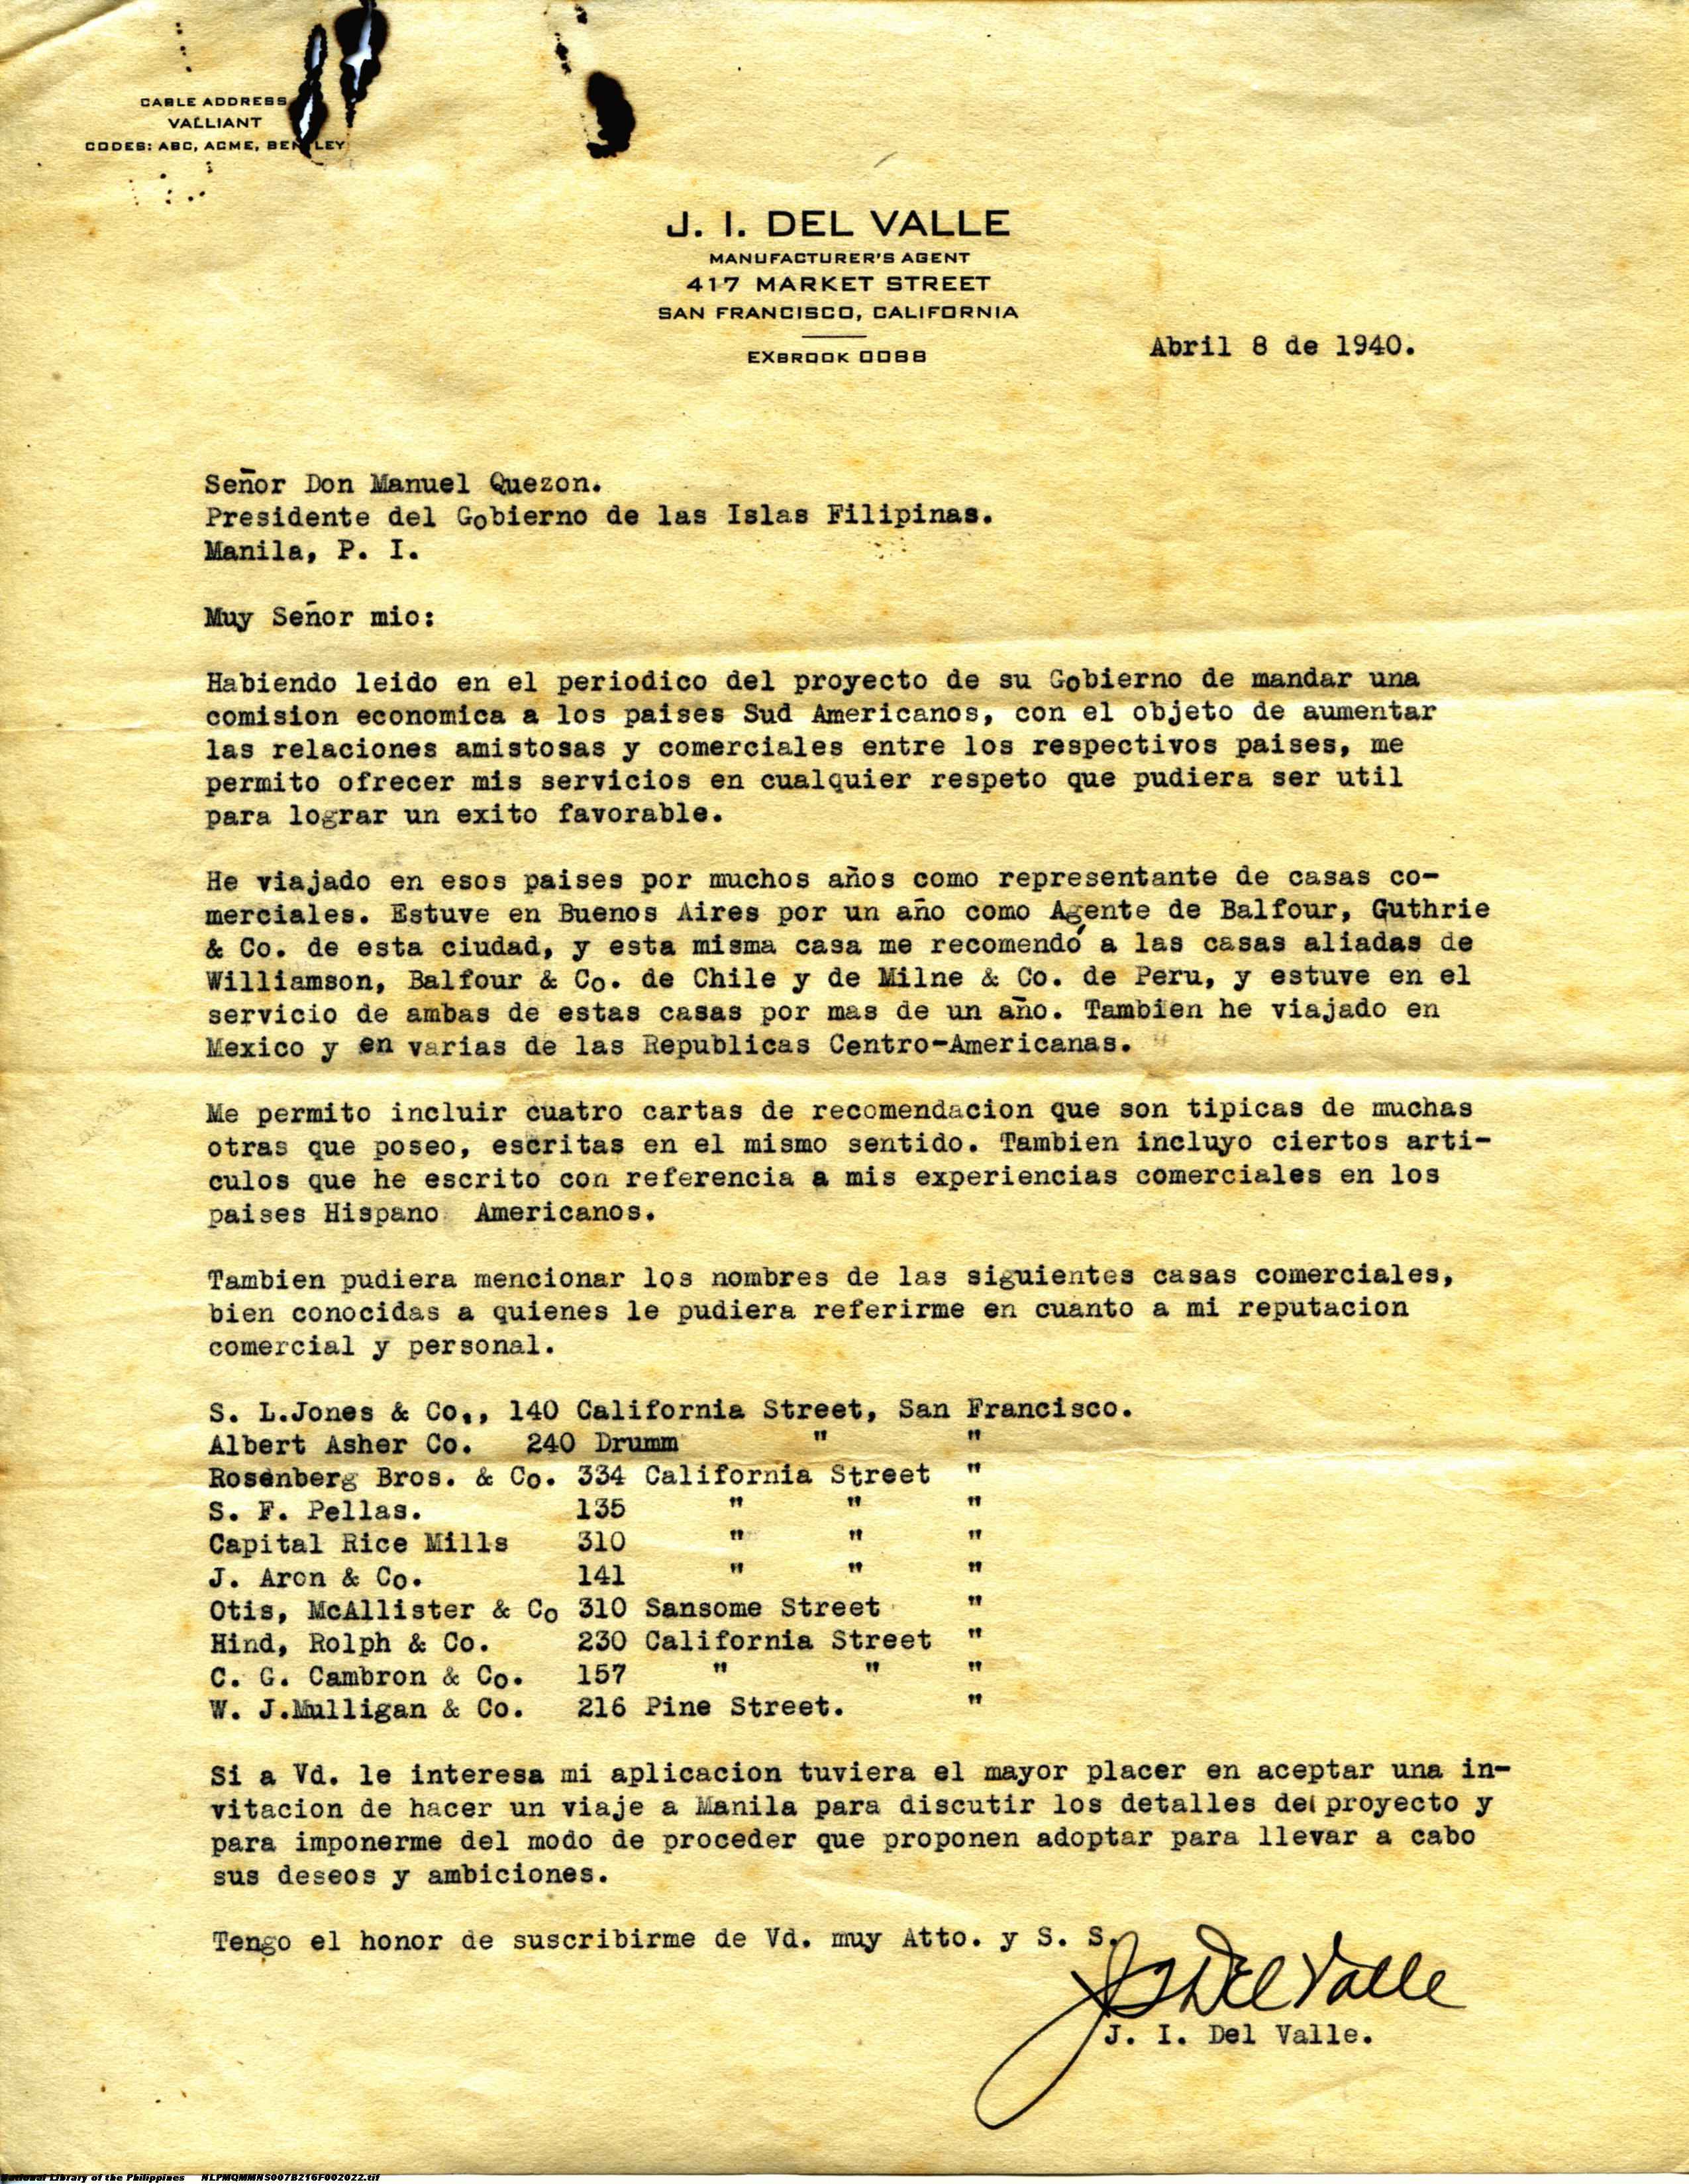 CABLE ADDRESS
VALLIANT
CODES: ABC, ACME, BENTLEY
J. I. DEL VALLE
MANUFACTURER'S AGENT
417 MARKET STREET
SAN FRANCISCO, CALIFORNIA
EXBROOK 0088
Abril 8 de 1940.
Señor Don Manuel Quezon.
Presidente del Gobierno de las Islas Filipinas.
Manila, P. I.
Muy Señor mio:
Habiendo leido en el periodico del proyecto de su Gobierno de mandar una
comision economica a los paises Sud Americanos, con el objeto de aumentar
las relaciones amistosas y comerciales entre los respectivos paises, me
permito ofrecer mis servicios en cualquier respeto que pudiera ser util
para lograr un exito favorable.
He viajado en esos paises por muchos años como representante de casas co-
merciales. Estuve en Buenos Aires por un año como Agente de Balfour, Guthrie
& Co. de esta ciudad, y esta misma casa me recomendó a las casas aliadas de
Williamson, Balfour & Co. de Chile y de Milne & Co. de Peru, y estuve en el
servicio de ambas de estas casas por mas de un año. Tambien he viajado en
Mexico y en varias de las Republicas Centro-Americanas.
Me permito incluir cuatro cartas de recomendacion que son tipicas de muchas
otras que poseo, escritas en el mismo sentido. Tambien incluyo ciertos arti-
culos que he escrito con referencia a mis experiencias comerciales en los
paises Hispano Americanos.
Tambien pudiera mencionar los nombres de las siguientes casas comerciales,
bien conocidas a quienes le pudiera referirme en cuanto a mi reputacion
comercial y personal.
S. L.Jones & Co., 140 California Street, San Francisco.
Albert Asher Co. 240 Drumm " "
Rosenberg Bros. & Co. 334 California Street "
S. F. Pellas. 135 " " "
Capital Rice Mills 310 " " "
J. Aron & Co. 141 " " "
Otis, McAllister & Co 310 Sansome Street "
Hind, Rolph & Co. 230 California Street "
C. G. Cambron & Co. 157 " " "
W. J.Mulligan & Co. 216 Pine Street. "
Si a Vd. le interesa mi aplicacion tuviera el mayor placer en aceptar una in-
vitacion de hacer un viaje a Manila para discutir los detalles del proyecto y
para imponerme del modo de proceder que proponen adoptar para llevar a cabo
sus deseos y ambiciones.
Tengo el honor de suscribirme de Vd. muy Atto. y S. S.
J I Del Valle
J. I. Del Valle.
National Library of the Philippines NLPMQMMNS007B216F002022.tif